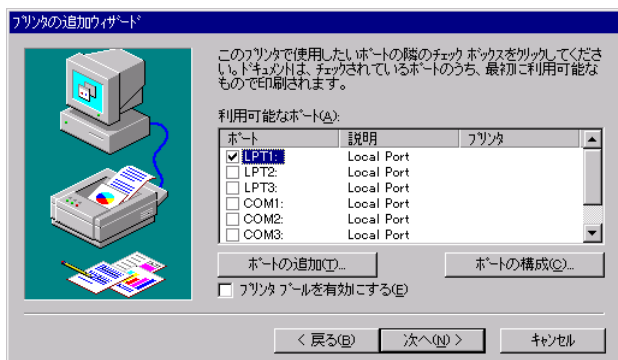 プリンタの追加ウィザード
このプリンタで使用したいポートの隣のチェック ボックスをクリックしてくださ
い。ドキュメントは、チェックされているポートのうち、最初に利用可能な
もので印刷されます。
利用可能なポート(A):
ポート 説明 プリンタ
LPT1: Local Port
LPT2: Local Port
LPT3: Local Port
COM1: Local Port
COM2: Local Port
COM3: Local Port
ポートの追加(T)... ポートの構成(C)...
プリンタ プールを有効にする(E)
< 戻る(B) 次へ(N) > キャンセル